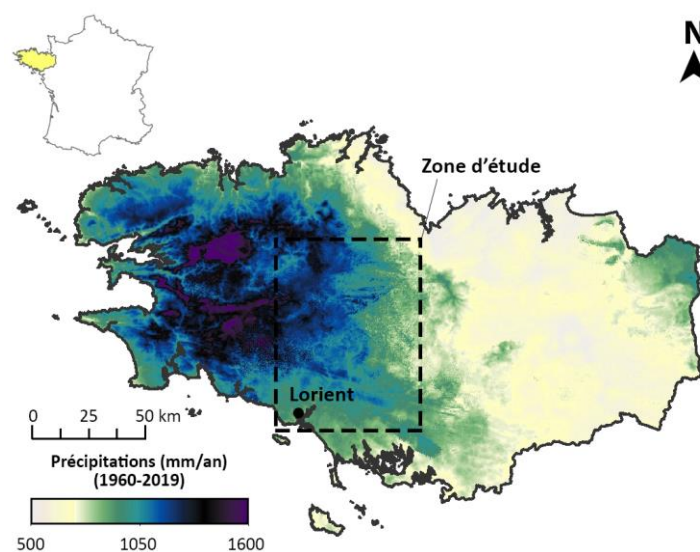 N
Zone d'étude
Lorient
0 25 50 km
Précipitations (mm/an)
(1960-2019)
500 1050 1600